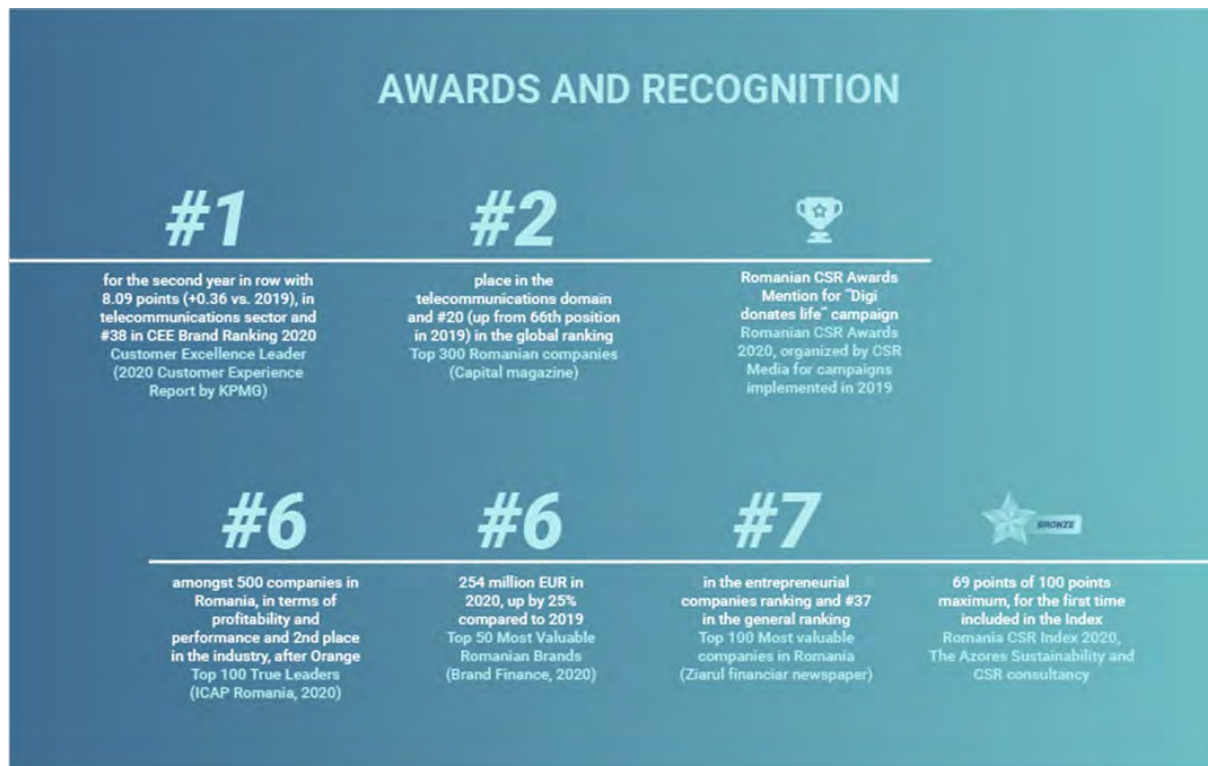 AWARDS AND RECOGNITION
#1
for the second year in row with
8.09 points (+0.36 vs. 2019), in
telecommunications sector and
#38 in CEE Brand Ranking 2020
Customer Excellence Leader
(2020 Customer Experience
Report by KPMG)
#2
place in the
telecommunications domain
and #20 (up from 66th position
in 2019) in the global ranking
Top 300 Romanian companies
(Capital magazine)
Romanian CSR Awards
Mention for "Digi
donates life" campaign
Romanian CSR Awards
2020, organized by CSR
Media for campaigns
implemented in 2019
#6
amongst 500 companies in
Romania, in terms of
profitability and
performance and 2nd place
in the industry, after Orange
Top 100 True Leaders
(ICAP Romania, 2020)
#6
254 million EUR in
2020, up by 25%
compared to 2019
Top 50 Most Valuable
Romanian Brands
(Brand Finance, 2020)
#7
in the entrepreneurial
companies ranking and #37
in the general ranking
Top 100 Most valuable
companies in Romania
(Ziarul financiar newspaper)
BRONZE
69 points of 100 points
maximum, for the first time
included in the Index
Romania CSR Index 2020,
The Azores Sustainability and
CSR consultancy